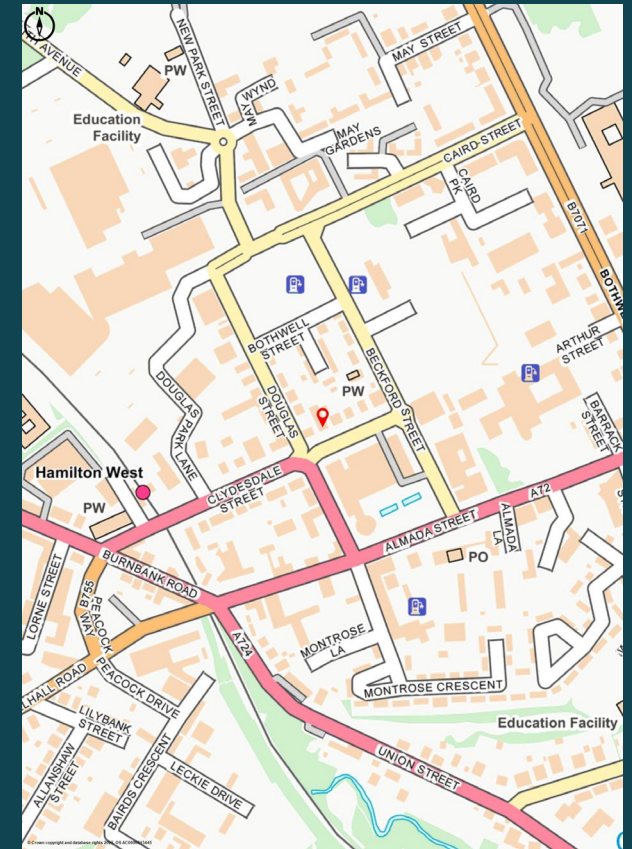 N
AVENUE
NEW PARK STREET
PW
MAY STREET
MAY
WYND
Education
Facility
MAY
GARDENS
CAIRD STREET
CAIRD
PK
B7071
BOTHW
BOTHWELL
STREET
ARTHUR
STREET
DOUGLAS PARK LANE
DOUGLAS
STREET
BECKFORD STREET
PW
BARRACK
STREET
Hamilton West
PW
CLYDESDALE
STREET
A72
ALMADA STREET
ALMADA
LA
PO
BURNBANK ROAD
LORNE STREET
B755
PEACOCK
WAY
A724
MONTROSE
LA
MONTROSE CRESCENT
PEACOCK DRIVE
LHALL ROAD
LILYBANK
STREET
ALLANSHAW
STREET
BAIRDS CRESCENT
LECKIE DRIVE
Education Facility
UNION STREET